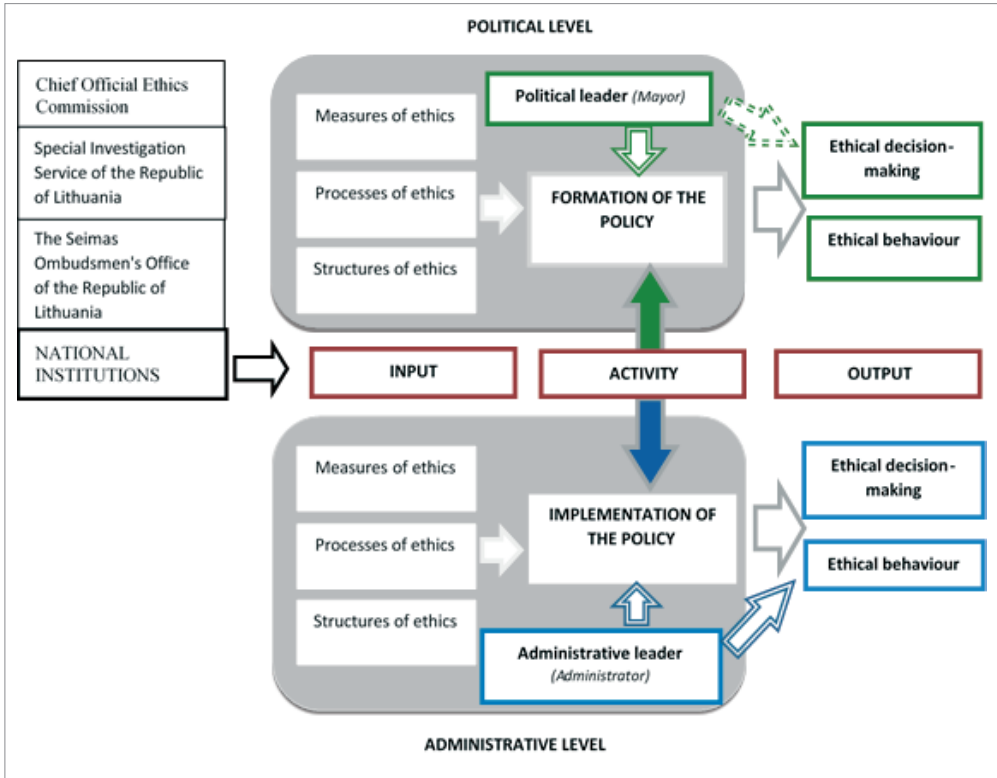 POLITICAL LEVEL
Chief Official Ethics
Commission
Special Investigation
Service of the Republic
of Lithuania
The Seimas
Ombudsmen's Office
of the Republic of
Lithuania
NATIONAL
INSTITUTIONS
Measures of ethics
Processes of ethics
Structures of ethics
Political leader (Mayor)
FORMATION OF THE
POLICY
Ethical decision-
making
Ethical behaviour
INPUT
ACTIVITY
OUTPUT
Measures of ethics
Processes of ethics
Structures of ethics
IMPLEMENTATION OF
THE POLICY
Administrative leader
(Administrator)
Ethical decision-
making
Ethical behaviour
ADMINISTRATIVE LEVEL